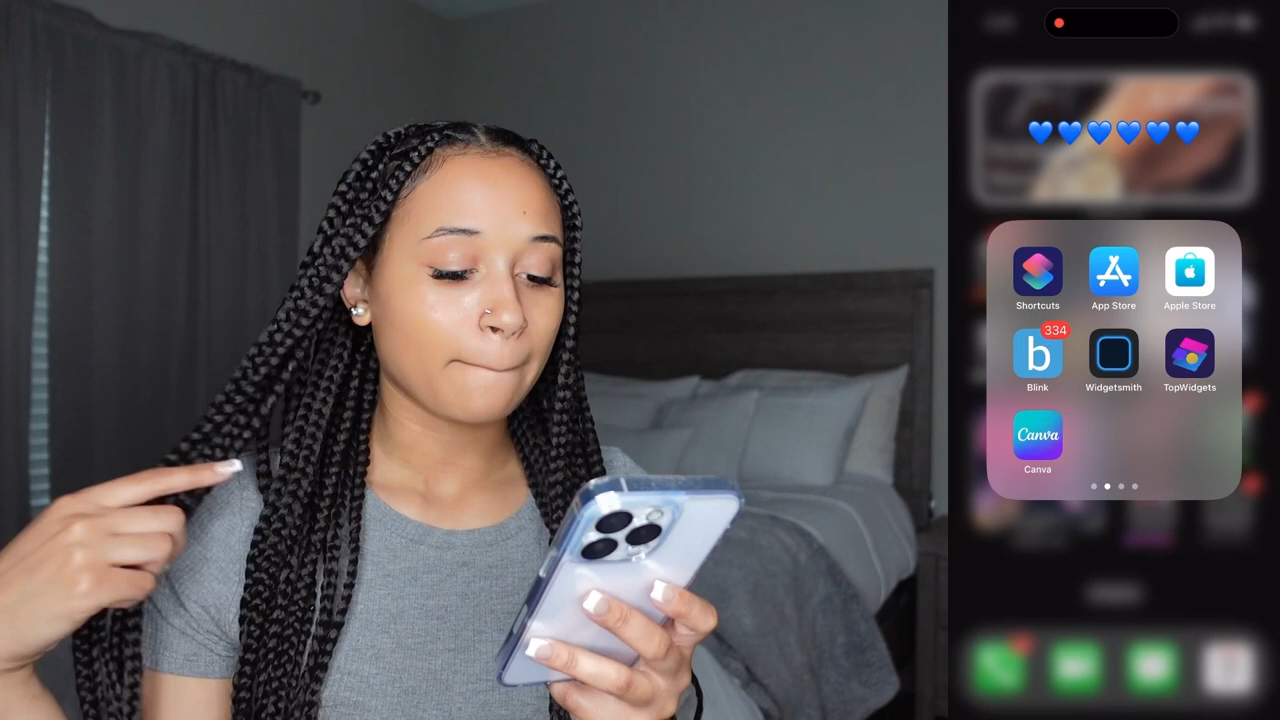 💙💙💙💙💙💙
Shortcuts
App Store
Apple Store
334
b
Blink
Widgetsmith
TopWidgets
Canva
Canva